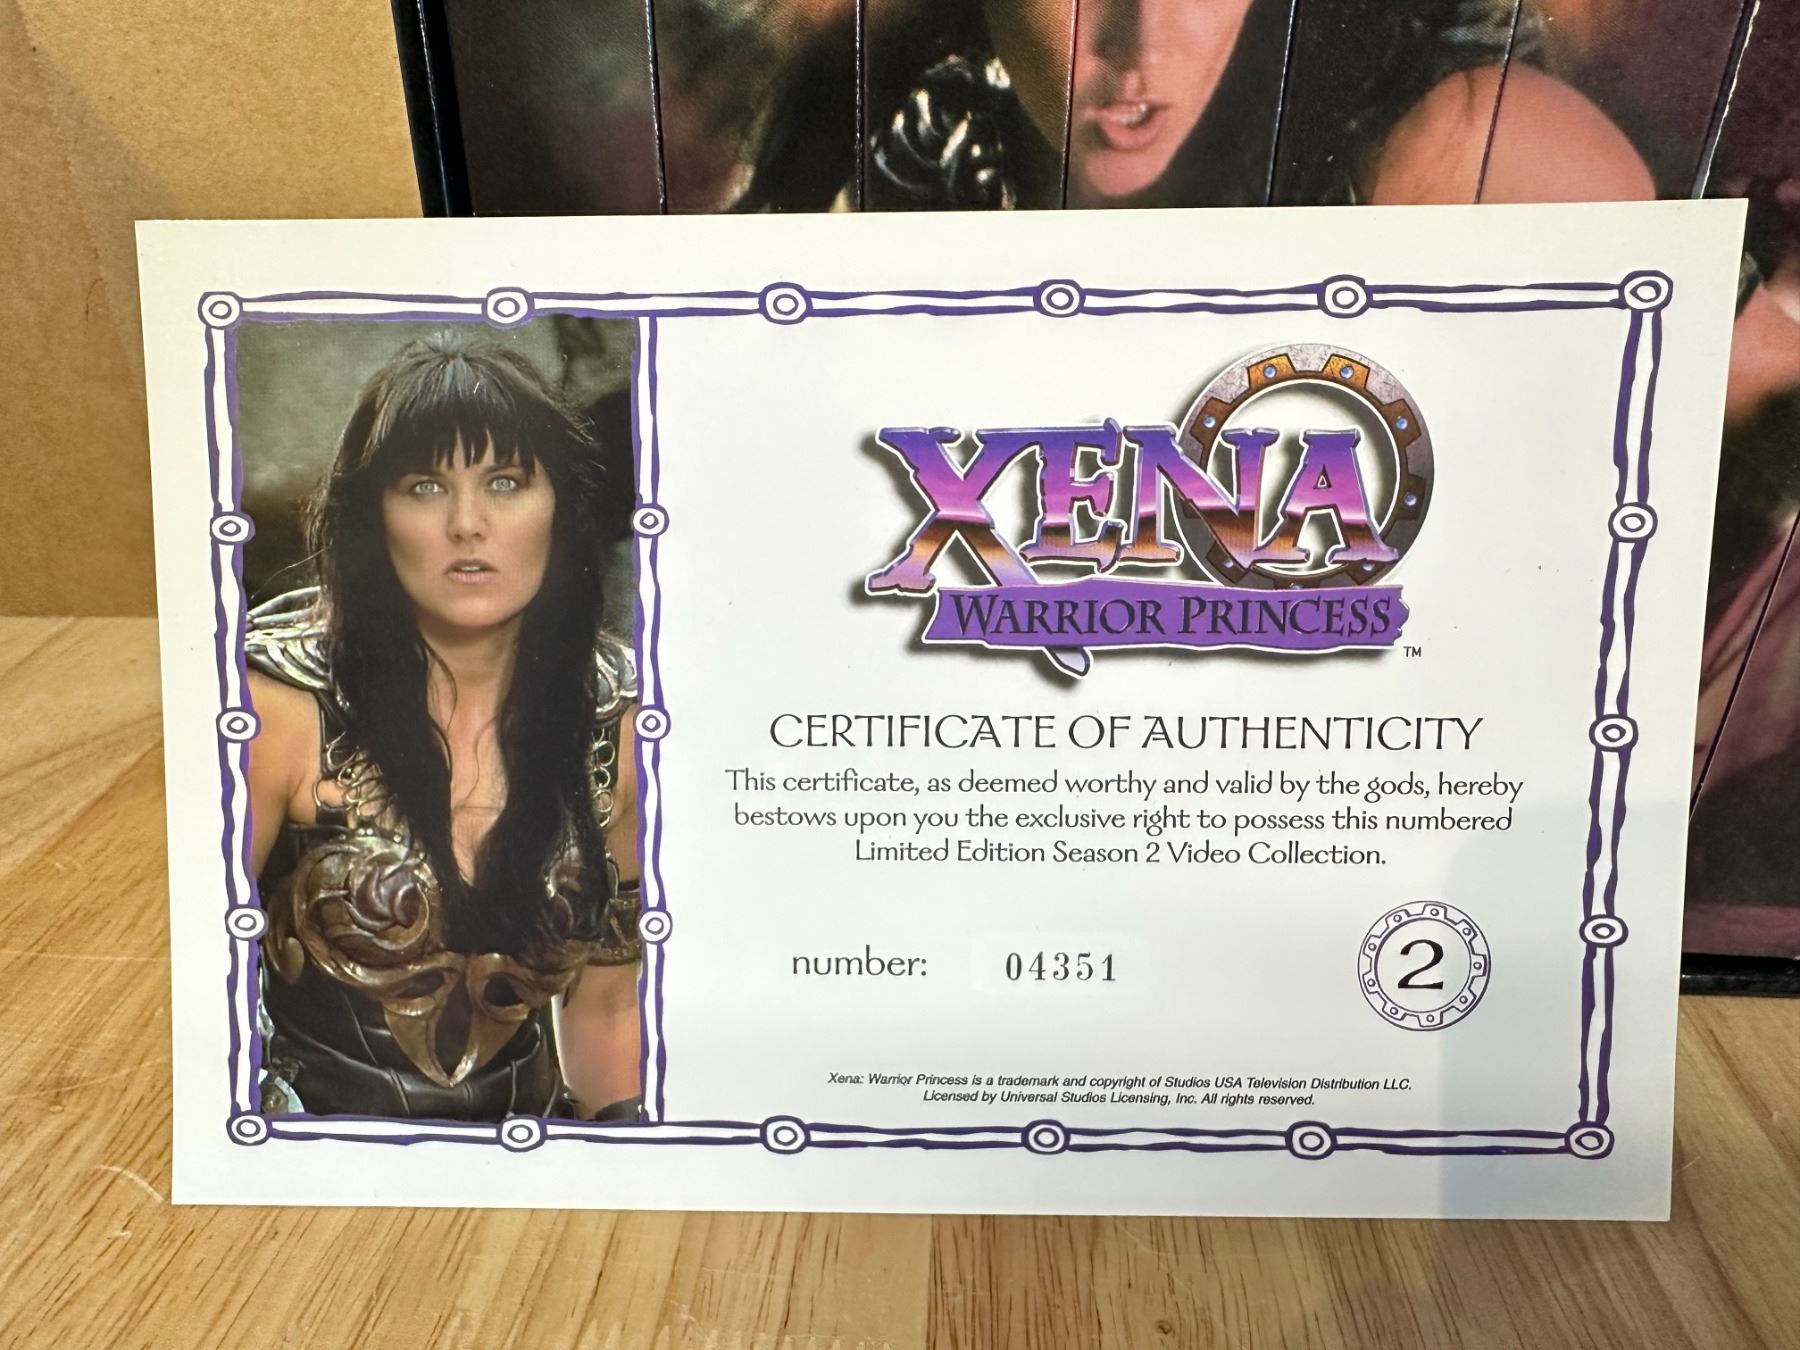 XENA
WARRIOR PRINCESS
™
CERTIFICATE OF AUTHENTICITY
This certificate, as deemed worthy and valid by the gods, hereby
bestows upon you the exclusive right to possess this numbered
Limited Edition Season 2 Video Collection.
number: 04351
2
Xena: Warrior Princess is a trademark and copyright of Studios USA Television Distribution LLC.
Licensed by Universal Studios Licensing, Inc. All rights reserved.